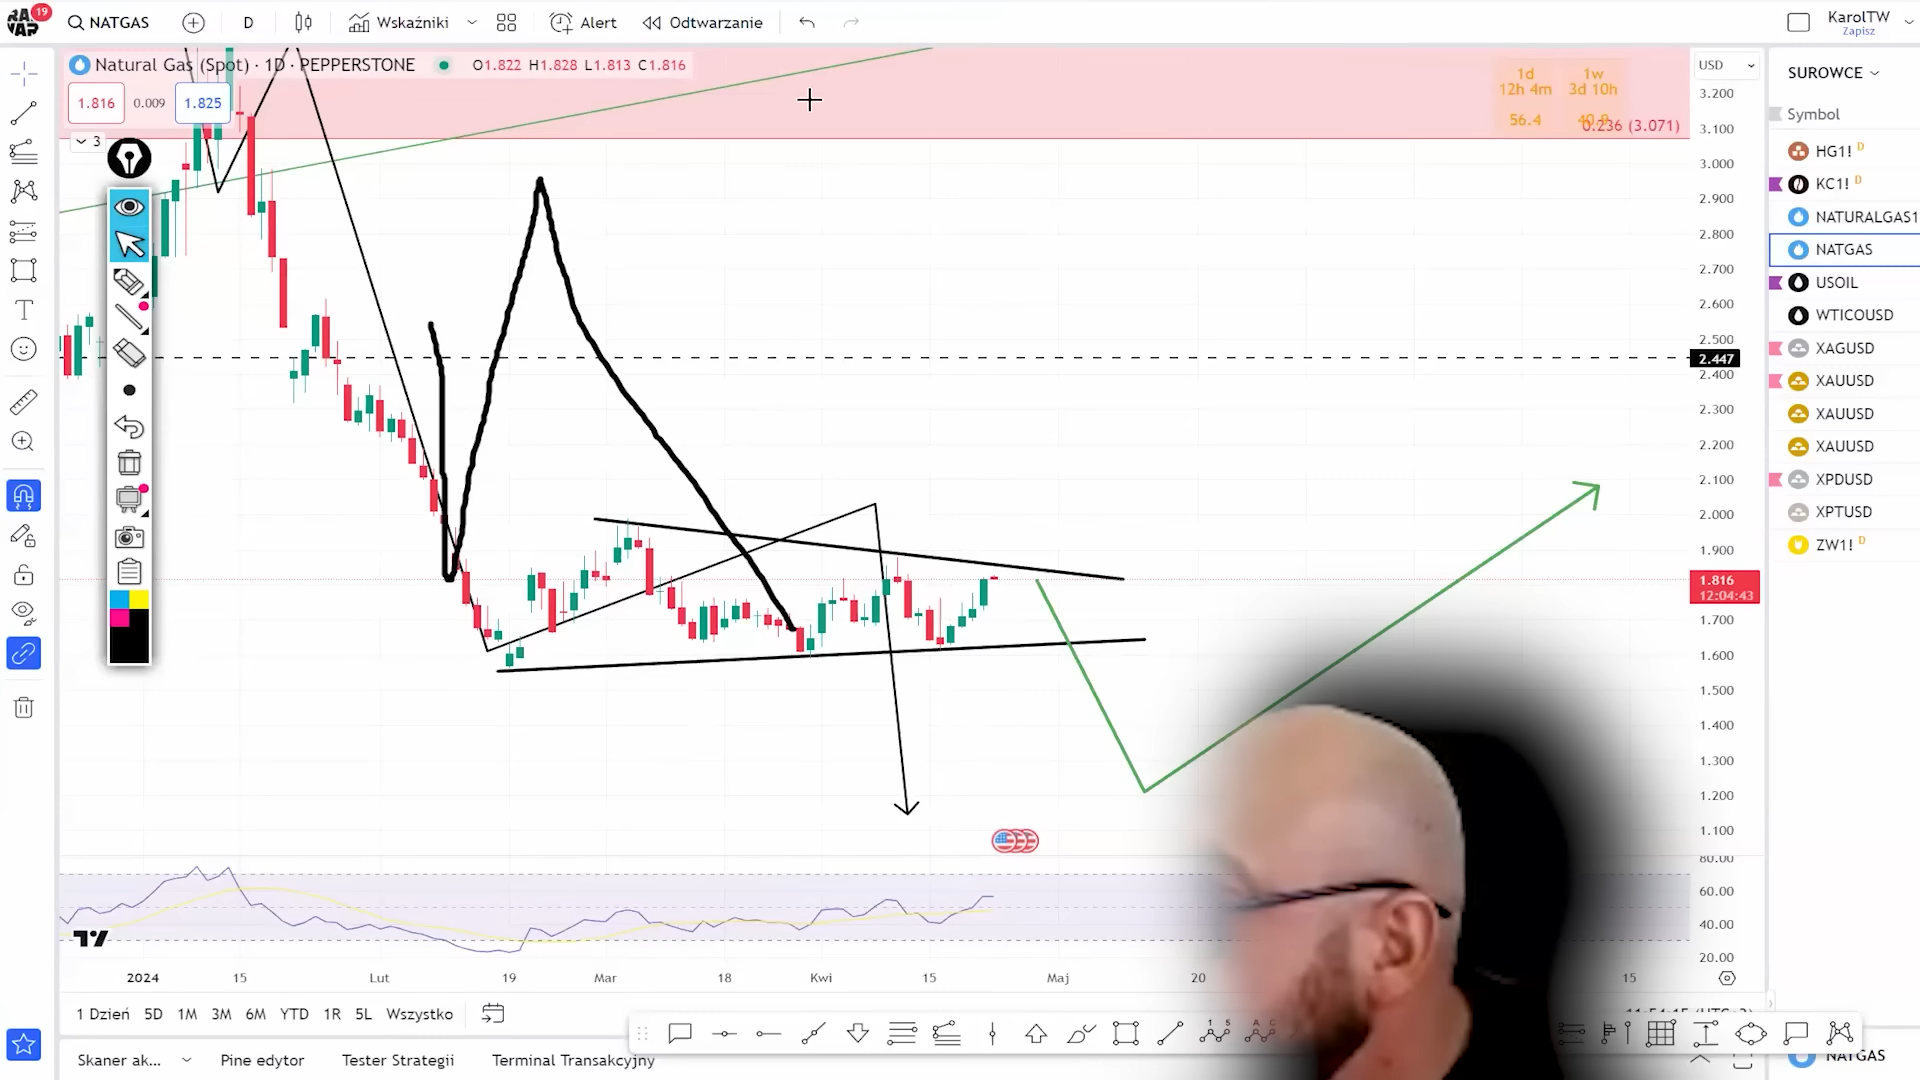 19
NATGAS
D
Wskaźniki
Alert
Odtwarzanie
KarolTW
Zapisz
Natural Gas (Spot) · 1D · PEPPERSTONE
O1.822 H1.828 L1.813 C1.816
1.816
0.009
1.825
3
1d
12h 4m
56.4
1w
3d 10h
40.9
0.236 (3.071)
USD
3.200
3.100
3.000
2.900
2.800
2.700
2.600
2.500
2.447
2.400
2.300
2.200
2.100
2.000
1.900
1.816
12:04:43
1.700
1.600
1.500
1.400
1.300
1.200
1.100
80.00
60.00
40.00
20.00
SUROWCE
Symbol
HG1! D
KC1! D
NATURALGAS1
NATGAS
USOIL
WTICOUSD
XAGUSD
XAUUSD
XAUUSD
XAUUSD
XPDUSD
XPTUSD
ZW1! D
2024
15
Lut
19
Mar
18
Kwi
15
Maj
20
15
1 Dzień
5D
1M
3M
6M
YTD
1R
5L
Wszystko
Skaner ak...
Pine edytor
Tester Strategii
Terminal Transakcyjny
NATGAS